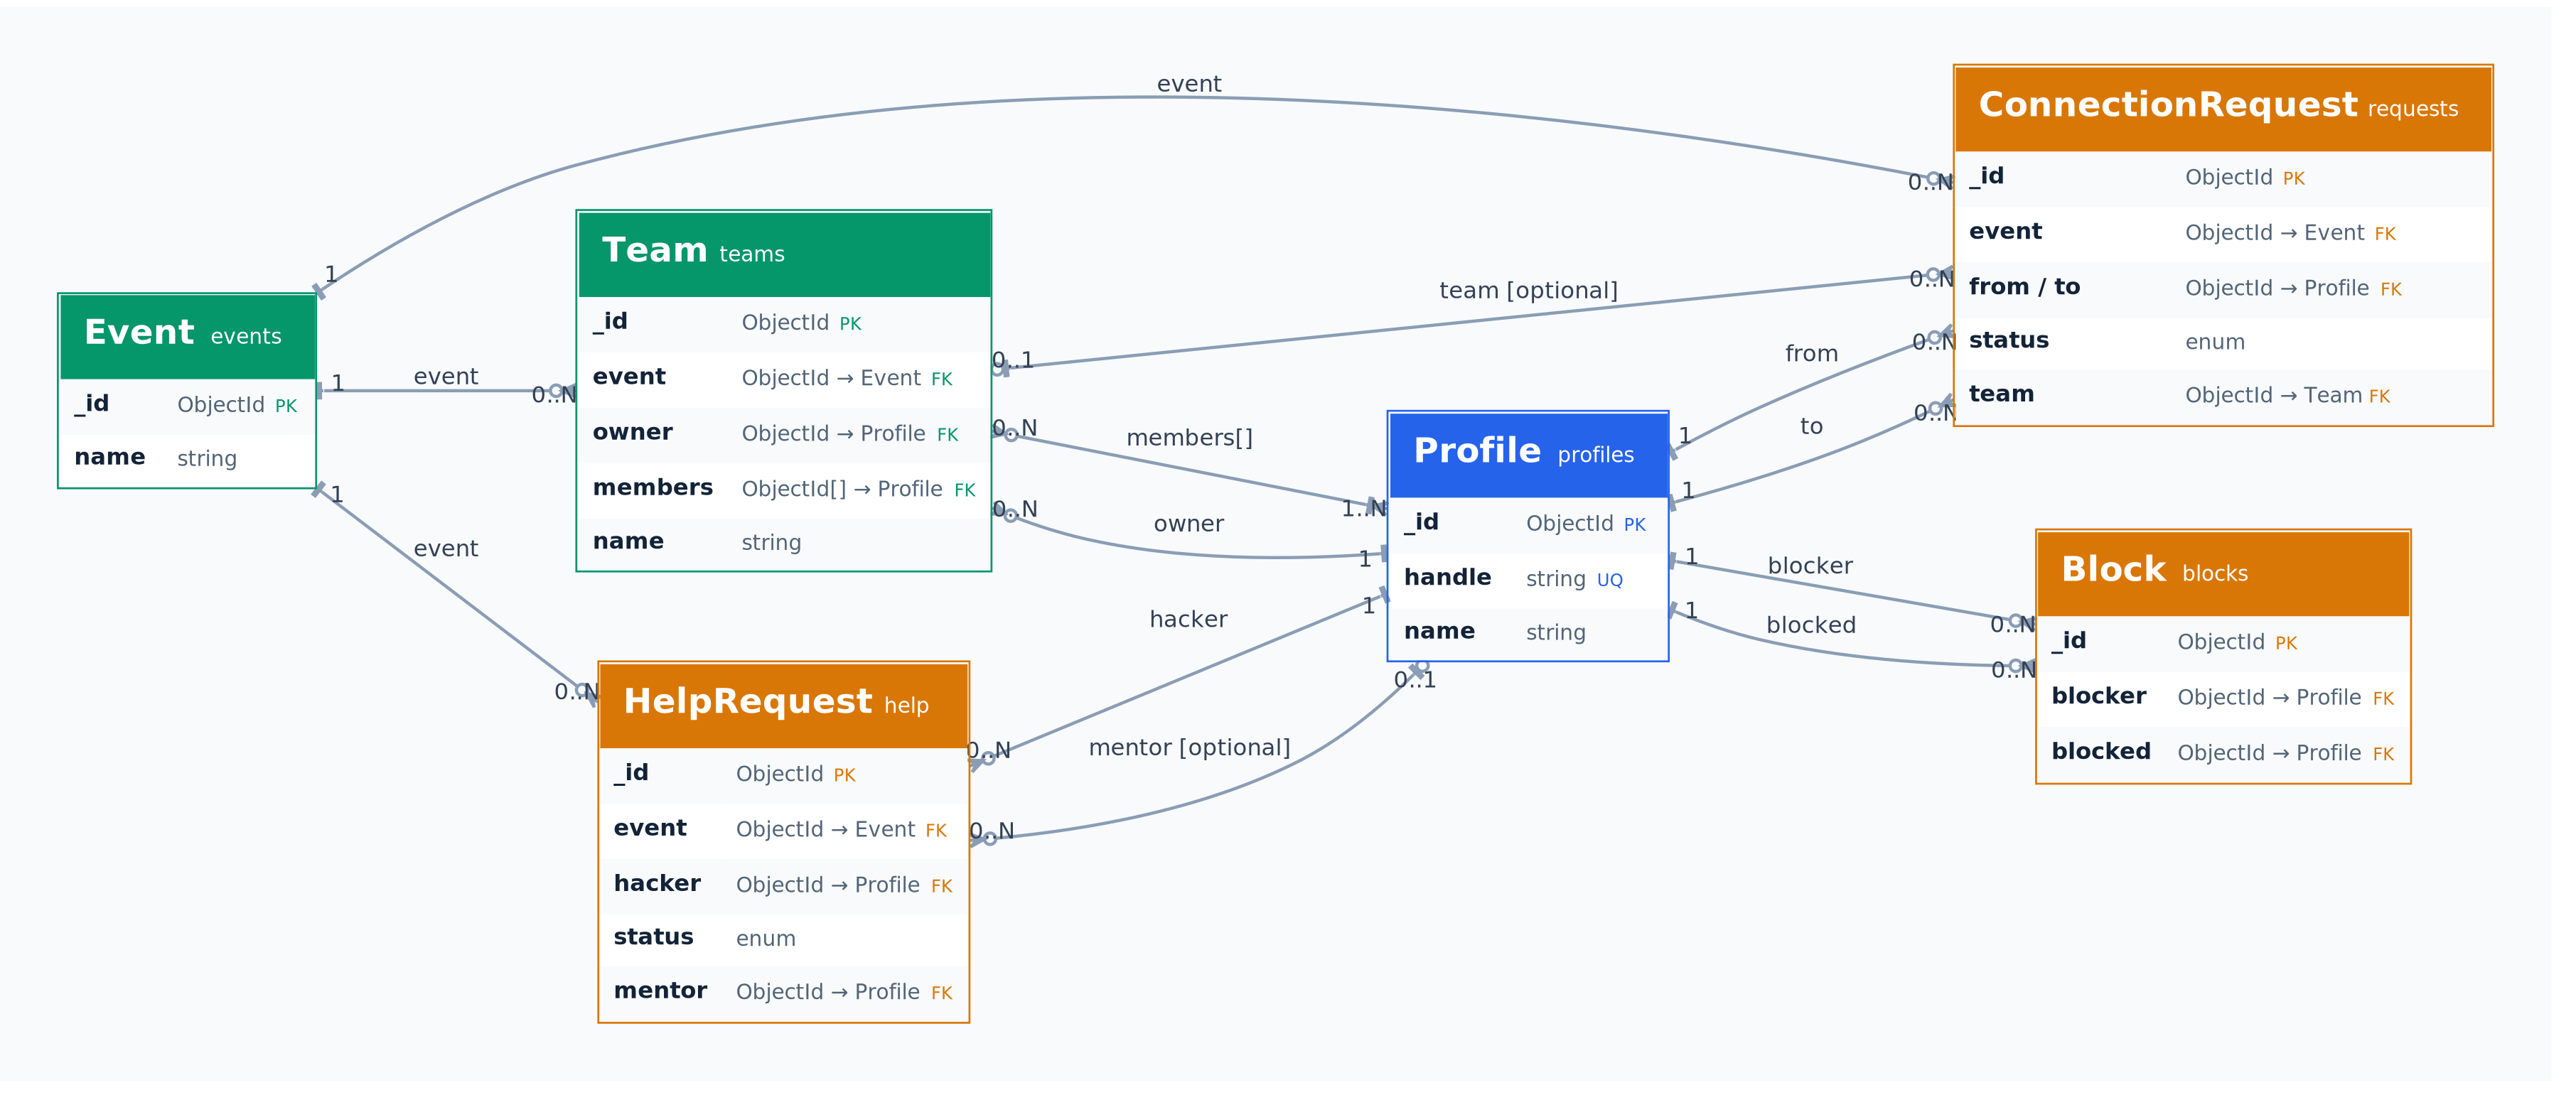 event
ConnectionRequest requests
_id ObjectId PK
event ObjectId → Event FK
from / to ObjectId → Profile FK
status enum
team ObjectId → Team FK
1
0..N
Team teams
_id ObjectId PK
event ObjectId → Event FK
owner ObjectId → Profile FK
members ObjectId[] → Profile FK
name string
team [optional]
0..1
0..N
Event events
_id ObjectId PK
name string
1
event
0..N
from
1
0..N
to
1
0..N
members[]
0..N
1..N
owner
0..N
1
Profile profiles
_id ObjectId PK
handle string UQ
name string
1
event
0..N
hacker
1
0..N
mentor [optional]
0..1
0..N
1
blocker
0..N
1
blocked
0..N
Block blocks
_id ObjectId PK
blocker ObjectId → Profile FK
blocked ObjectId → Profile FK
HelpRequest help
_id ObjectId PK
event ObjectId → Event FK
hacker ObjectId → Profile FK
status enum
mentor ObjectId → Profile FK